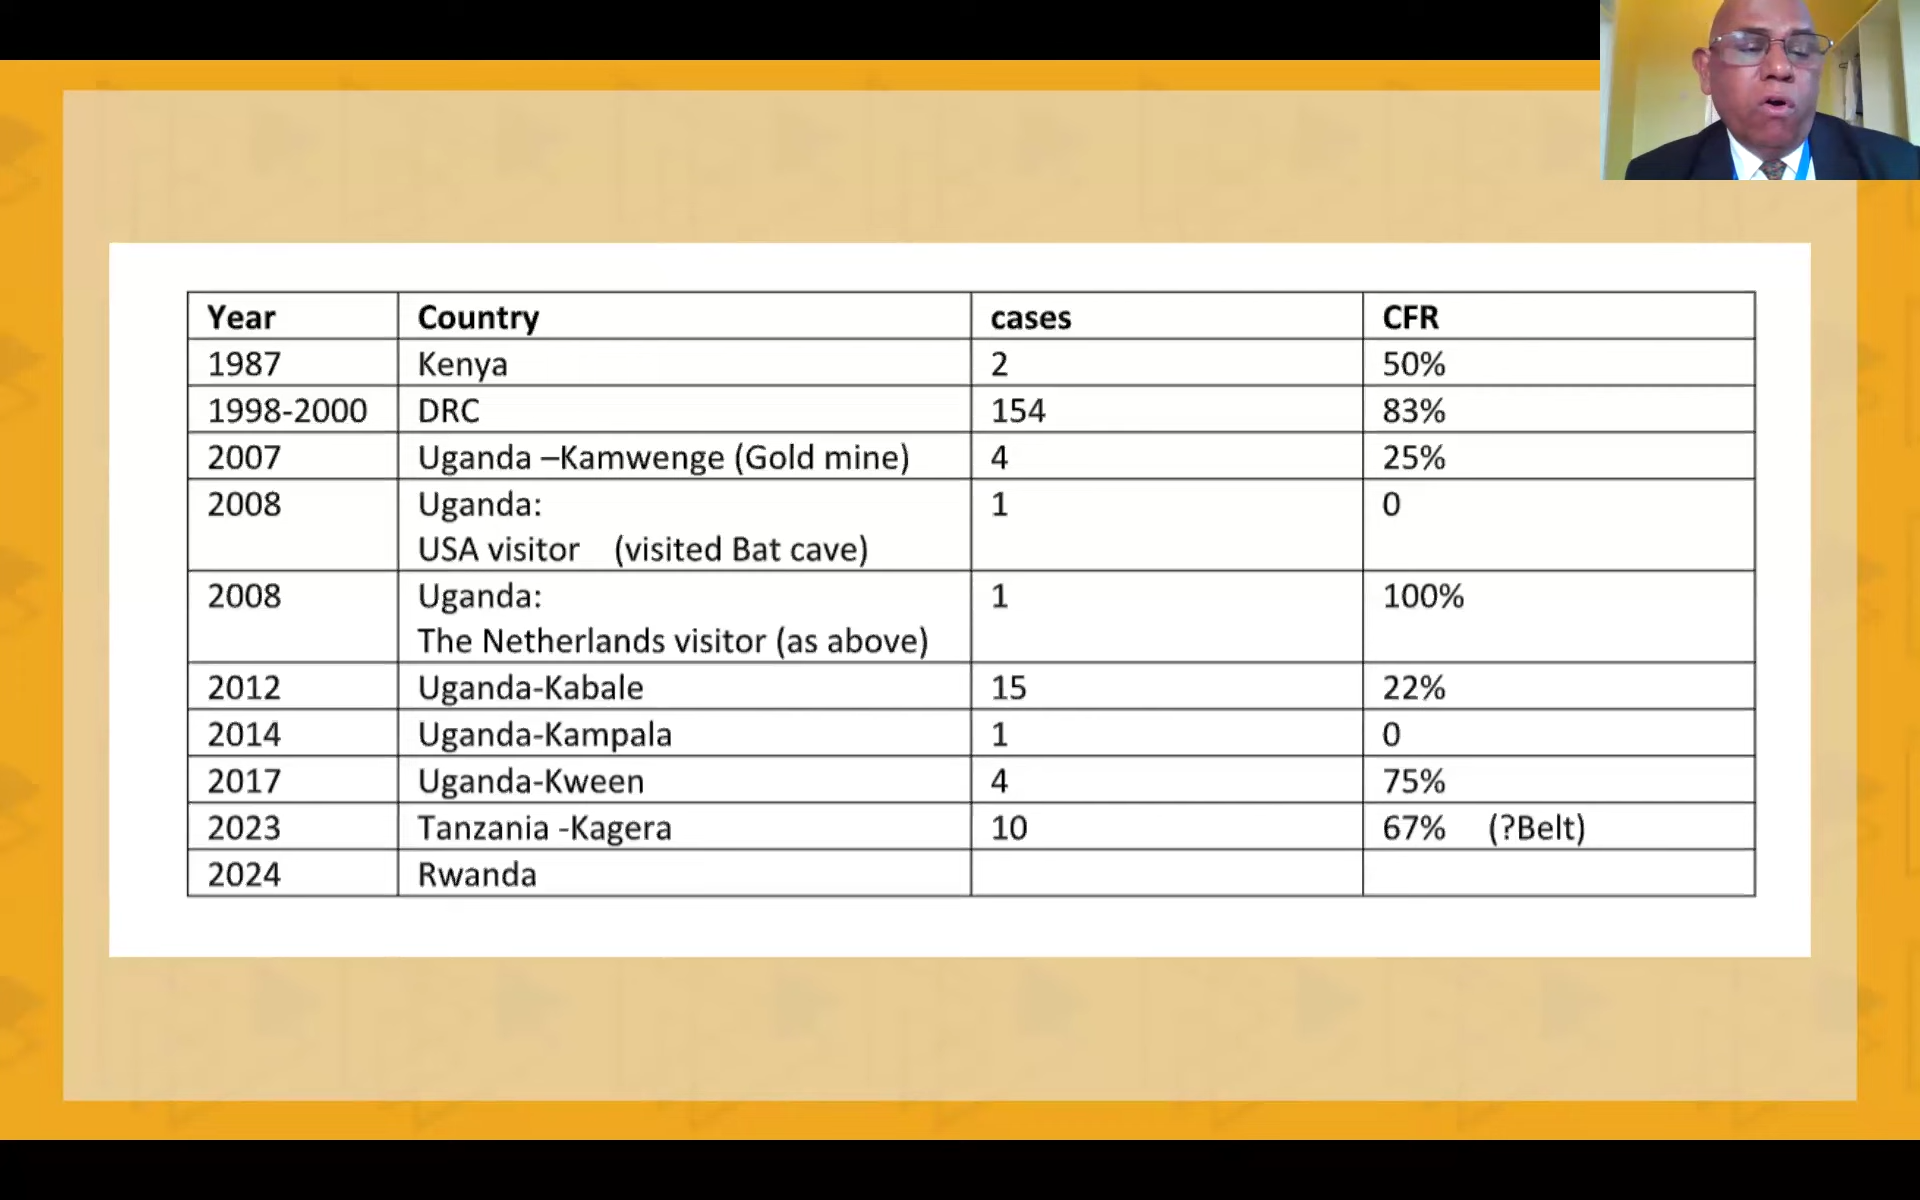 Year Country cases CFR
1987 Kenya 2 50%
1998-2000 DRC 154 83%
2007 Uganda –Kamwenge (Gold mine) 4 25%
2008 Uganda: 1 0
USA visitor (visited Bat cave)
2008 Uganda: 1 100%
The Netherlands visitor (as above)
2012 Uganda-Kabale 15 22%
2014 Uganda-Kampala 1 0
2017 Uganda-Kween 4 75%
2023 Tanzania -Kagera 10 67% (?Belt)
2024 Rwanda